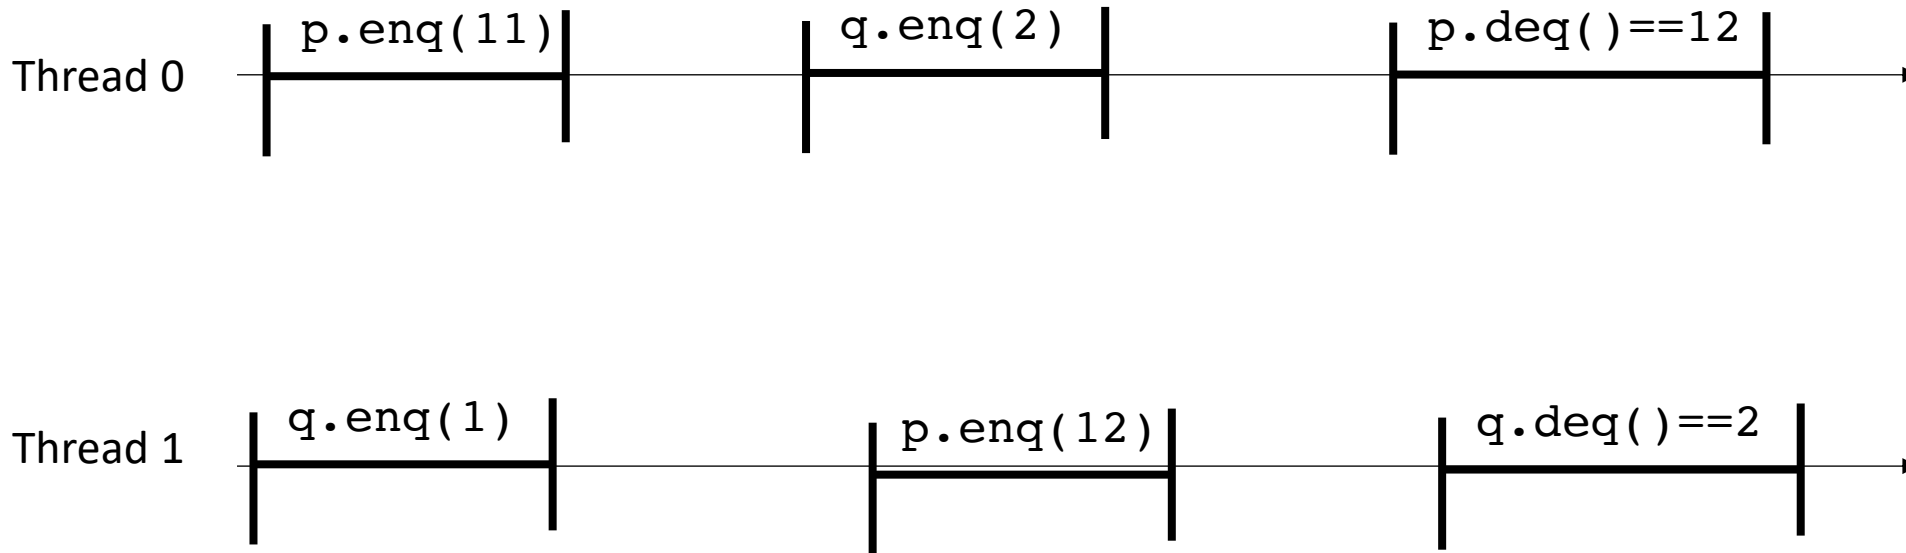 Thread 0 p.enq(11) q.enq(2) p.deq()==12
Thread 1 q.enq(1) p.enq(12) q.deq()==2